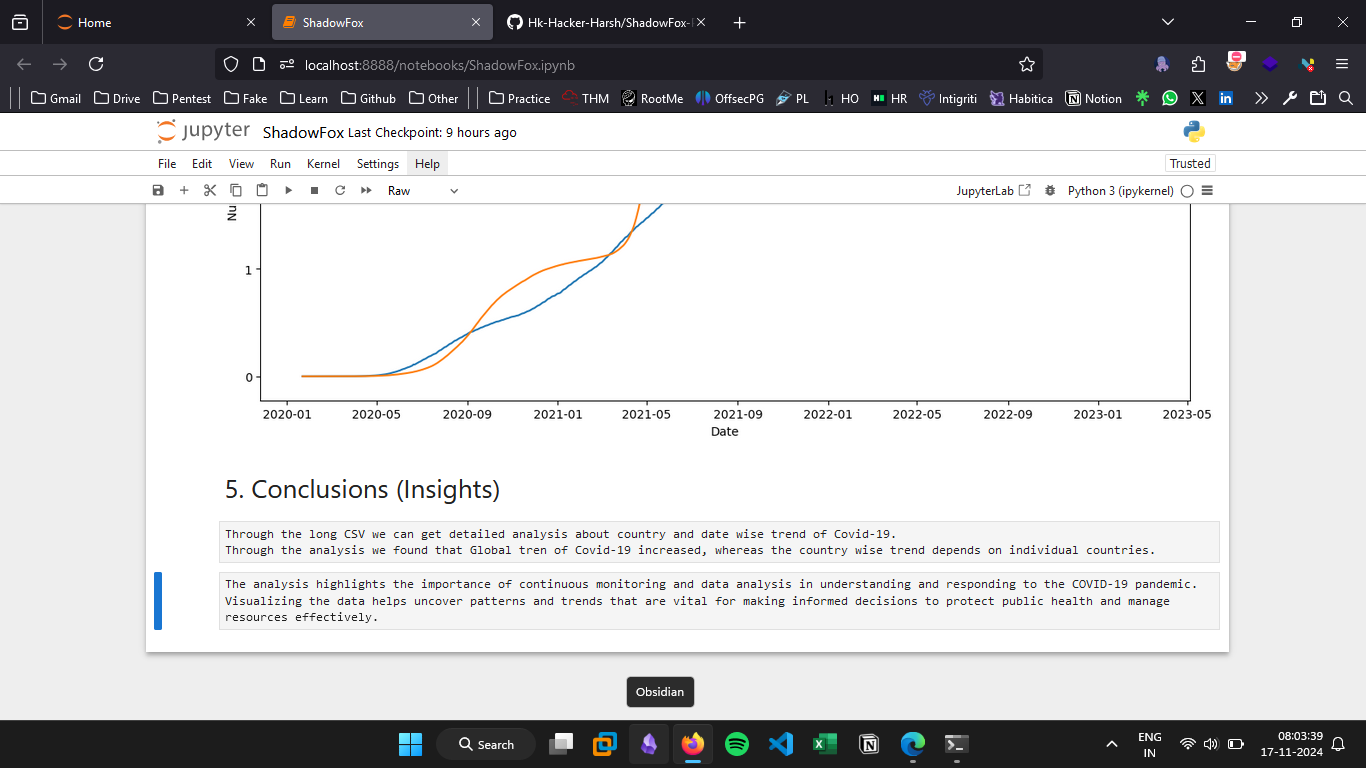 Home
ShadowFox
Hk-Hacker-Harsh/ShadowFox-
localhost:8888/notebooks/ShadowFox.ipynb
Gmail Drive Pentest Fake Learn Github Other Practice THM RootMe OffsecPG PL HO HR Intigriti Habitica Notion
jupyter ShadowFox Last Checkpoint: 9 hours ago
File Edit View Run Kernel Settings Help Trusted
Raw JupyterLab Python 3 (ipykernel)
Nu
1
0
2020-01 2020-05 2020-09 2021-01 2021-05 2021-09 2022-01 2022-05 2022-09 2023-01 2023-05
Date
5. Conclusions (Insights)
Through the long CSV we can get detailed analysis about country and date wise trend of Covid-19.
Through the analysis we found that Global tren of Covid-19 increased, whereas the country wise trend depends on individual countries.
The analysis highlights the importance of continuous monitoring and data analysis in understanding and responding to the COVID-19 pandemic.
Visualizing the data helps uncover patterns and trends that are vital for making informed decisions to protect public health and manage
resources effectively.
Obsidian
Search
ENG
IN
08:03:39
17-11-2024